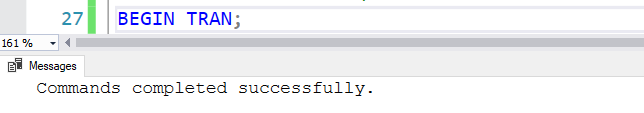 27 BEGIN TRAN;
161 %
Messages
Commands completed successfully.